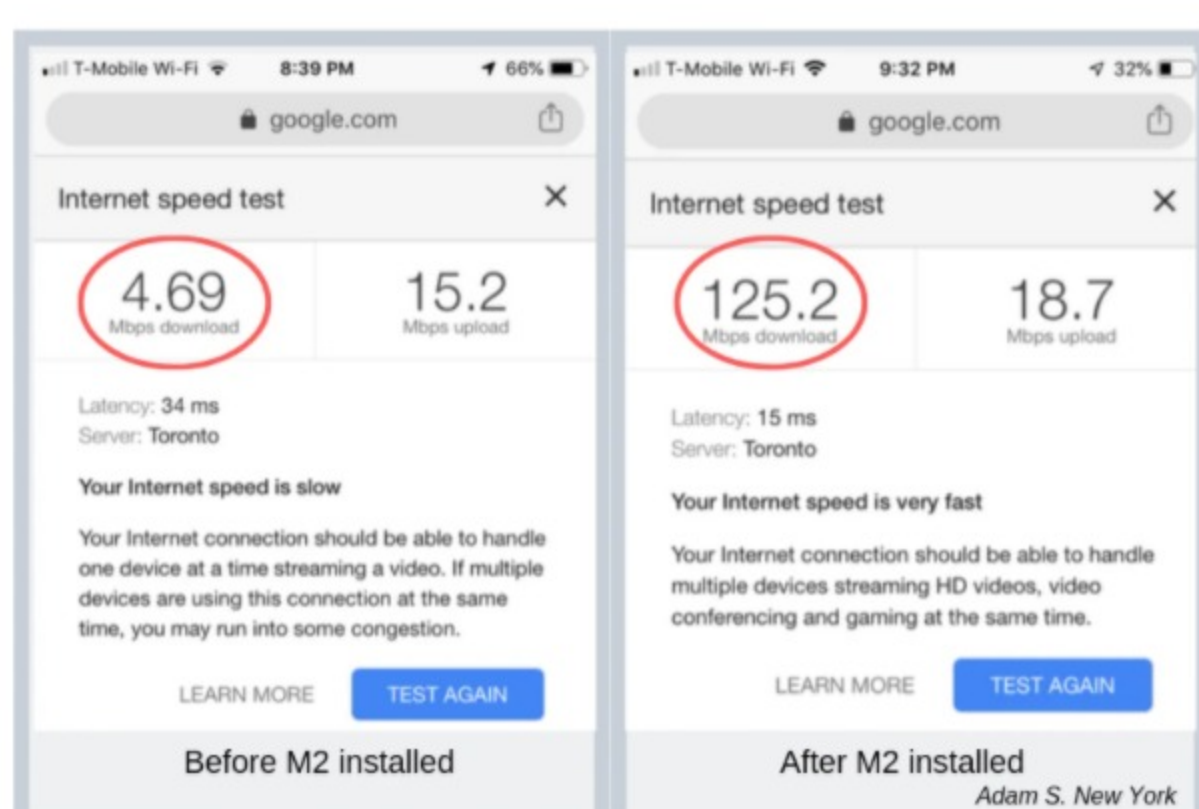 T-Mobile Wi-Fi 8:39 PM 66%
google.com
Internet speed test
4.69
Mbps download
15.2
Mbps upload
Latency: 34 ms
Server: Toronto
Your Internet speed is slow
Your Internet connection should be able to handle
one device at a time streaming a video. If multiple
devices are using this connection at the same
time, you may run into some congestion.
LEARN MORE TEST AGAIN
Before M2 installed
T-Mobile Wi-Fi 9:32 PM 32%
google.com
Internet speed test
125.2
Mbps download
18.7
Mbps upload
Latency: 15 ms
Server: Toronto
Your Internet speed is very fast
Your Internet connection should be able to handle
multiple devices streaming HD videos, video
conferencing and gaming at the same time.
LEARN MORE TEST AGAIN
After M2 installed
Adam S. New York